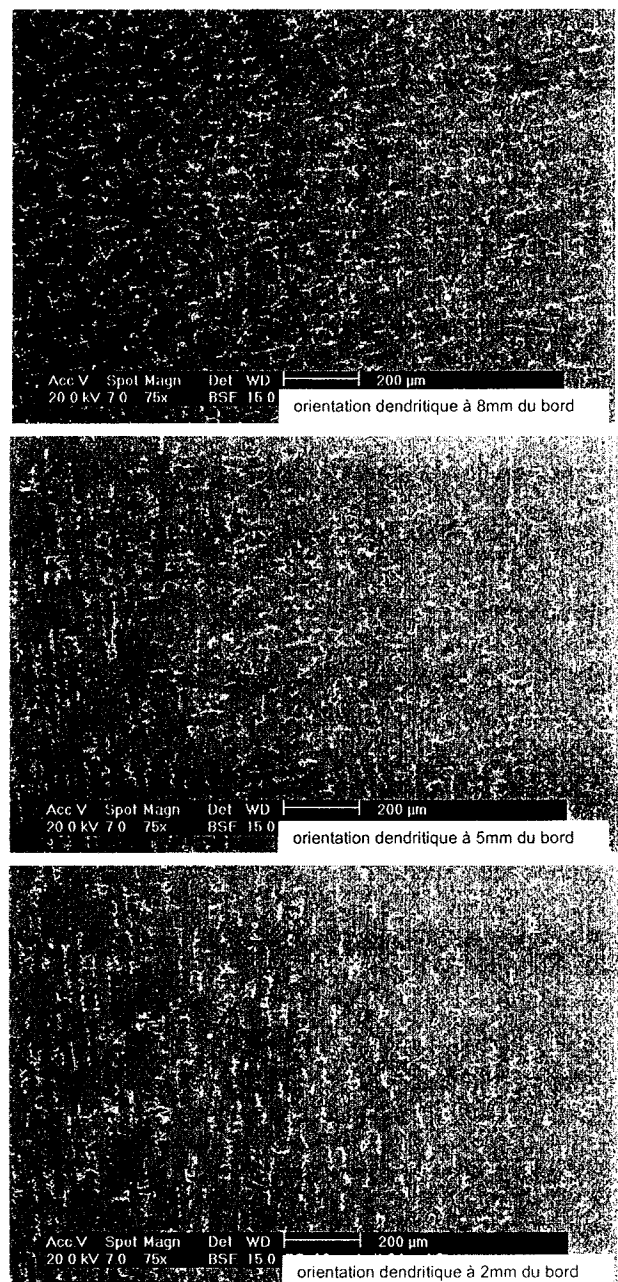 Acc.V Spot Magn Det WD 200 µm
20.0 kV 7.0 75x BSE 15.0
orientation dendritique à 8mm du bord
Acc.V Spot Magn Det WD 200 µm
20.0 kV 7.0 75x BSE 15.0
orientation dendritique à 5mm du bord
Acc.V Spot Magn Det WD 200 µm
20.0 kV 7.0 75x BSE 15.0
orientation dendritique à 2mm du bord